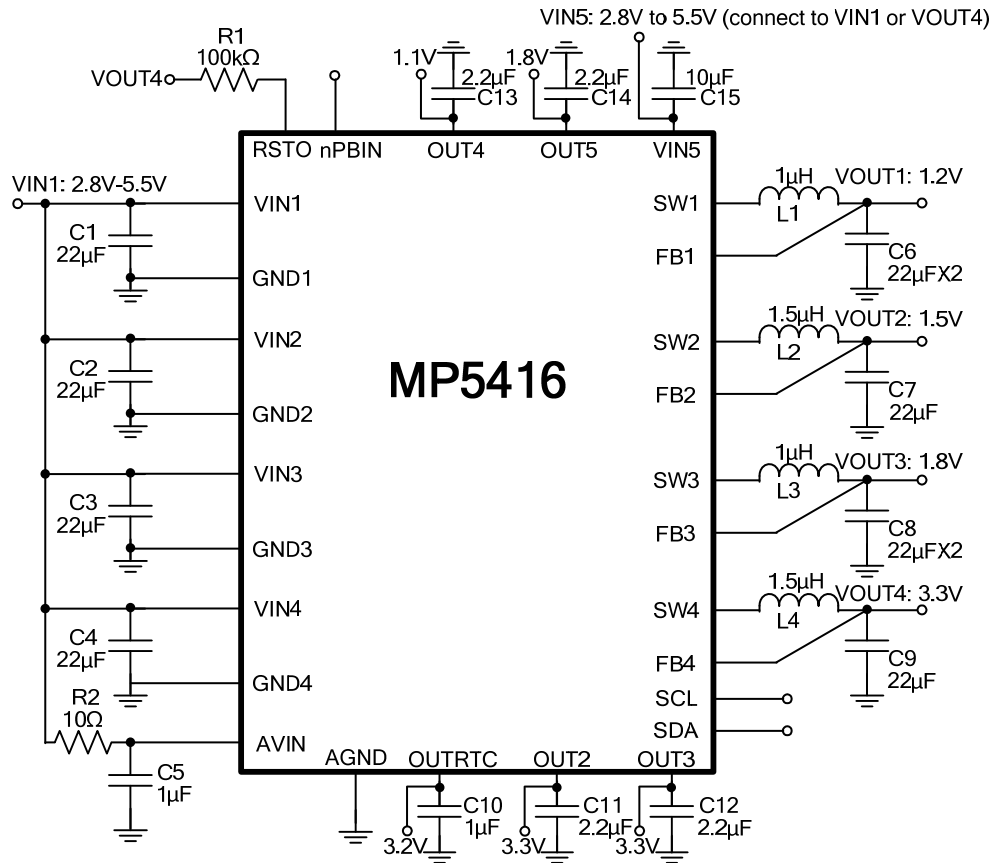 VIN5: 2.8V to 5.5V (connect to VIN1 or VOUT4)
R1
100kΩ
VOUT4
1.1V
2.2µF
C13
1.8V
2.2µF
C14
10µF
C15
RSTO
nPBIN
OUT4
OUT5
VIN5
VIN1: 2.8V-5.5V
C1
22µF
VIN1
GND1
C2
22µF
VIN2
GND2
C3
22µF
VIN3
GND3
C4
22µF
VIN4
GND4
R2
10Ω
AVIN
C5
1µF
MP5416
SW1
1µH
L1
VOUT1: 1.2V
FB1
C6
22µFX2
SW2
1.5µH
L2
VOUT2: 1.5V
FB2
C7
22µF
SW3
1µH
L3
VOUT3: 1.8V
FB3
C8
22µFX2
SW4
1.5µH
L4
VOUT4: 3.3V
FB4
C9
22µF
SCL
SDA
AGND
OUTRTC
OUT2
OUT3
C10
1µF
3.2V
C11
2.2µF
3.3V
C12
2.2µF
3.3V